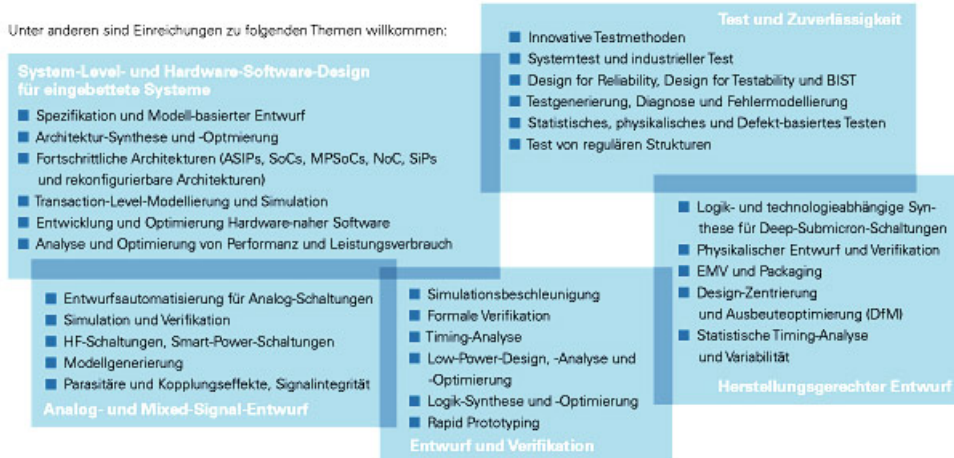 Unter anderen sind Einreichungen zu folgenden Themen willkommen:
System-Level- und Hardware-Software-Design
für eingebettete Systeme
■ Spezifikation und Modell-basierter Entwurf
■ Architektur-Synthese und -Optmierung
■ Fortschrittliche Architekturen (ASIPs, SoCs, MPSoCs, NoC, SiPs
und rekonfigurierbare Architekturen)
■ Transaction-Level-Modellierung und Simulation
■ Entwicklung und Optimierung Hardware-naher Software
■ Analyse und Optimierung von Performanz und Leistungsverbrauch
Test und Zuverlässigkeit
■ Innovative Testmethoden
■ Systemtest und industrieller Test
■ Design for Reliability, Design for Testability und BIST
■ Testgenerierung, Diagnose und Fehlermodellierung
■ Statistisches, physikalisches und Defekt-basiertes Testen
■ Test von regulären Strukturen
■ Entwurfsautomatisierung für Analog-Schaltungen
■ Simulation und Verifikation
■ HF-Schaltungen, Smart-Power-Schaltungen
■ Modellgenerierung
■ Parasitäre und Kopplungseffekte, Signalintegrität
Analog- und Mixed-Signal-Entwurf
■ Simulationsbeschleunigung
■ Formale Verifikation
■ Timing-Analyse
■ Low-Power-Design, -Analyse und
-Optimierung
■ Logik-Synthese und -Optimierung
■ Rapid Prototyping
Entwurf und Verifikation
■ Logik- und technologieabhängige Syn-
these für Deep-Submicron-Schaltungen
■ Physikalischer Entwurf und Verifikation
■ EMV und Packaging
■ Design-Zentrierung
und Ausbeuteoptimierung (DfM)
■ Statistische Timing-Analyse
und Variabilität
Herstellungsgerechter Entwurf